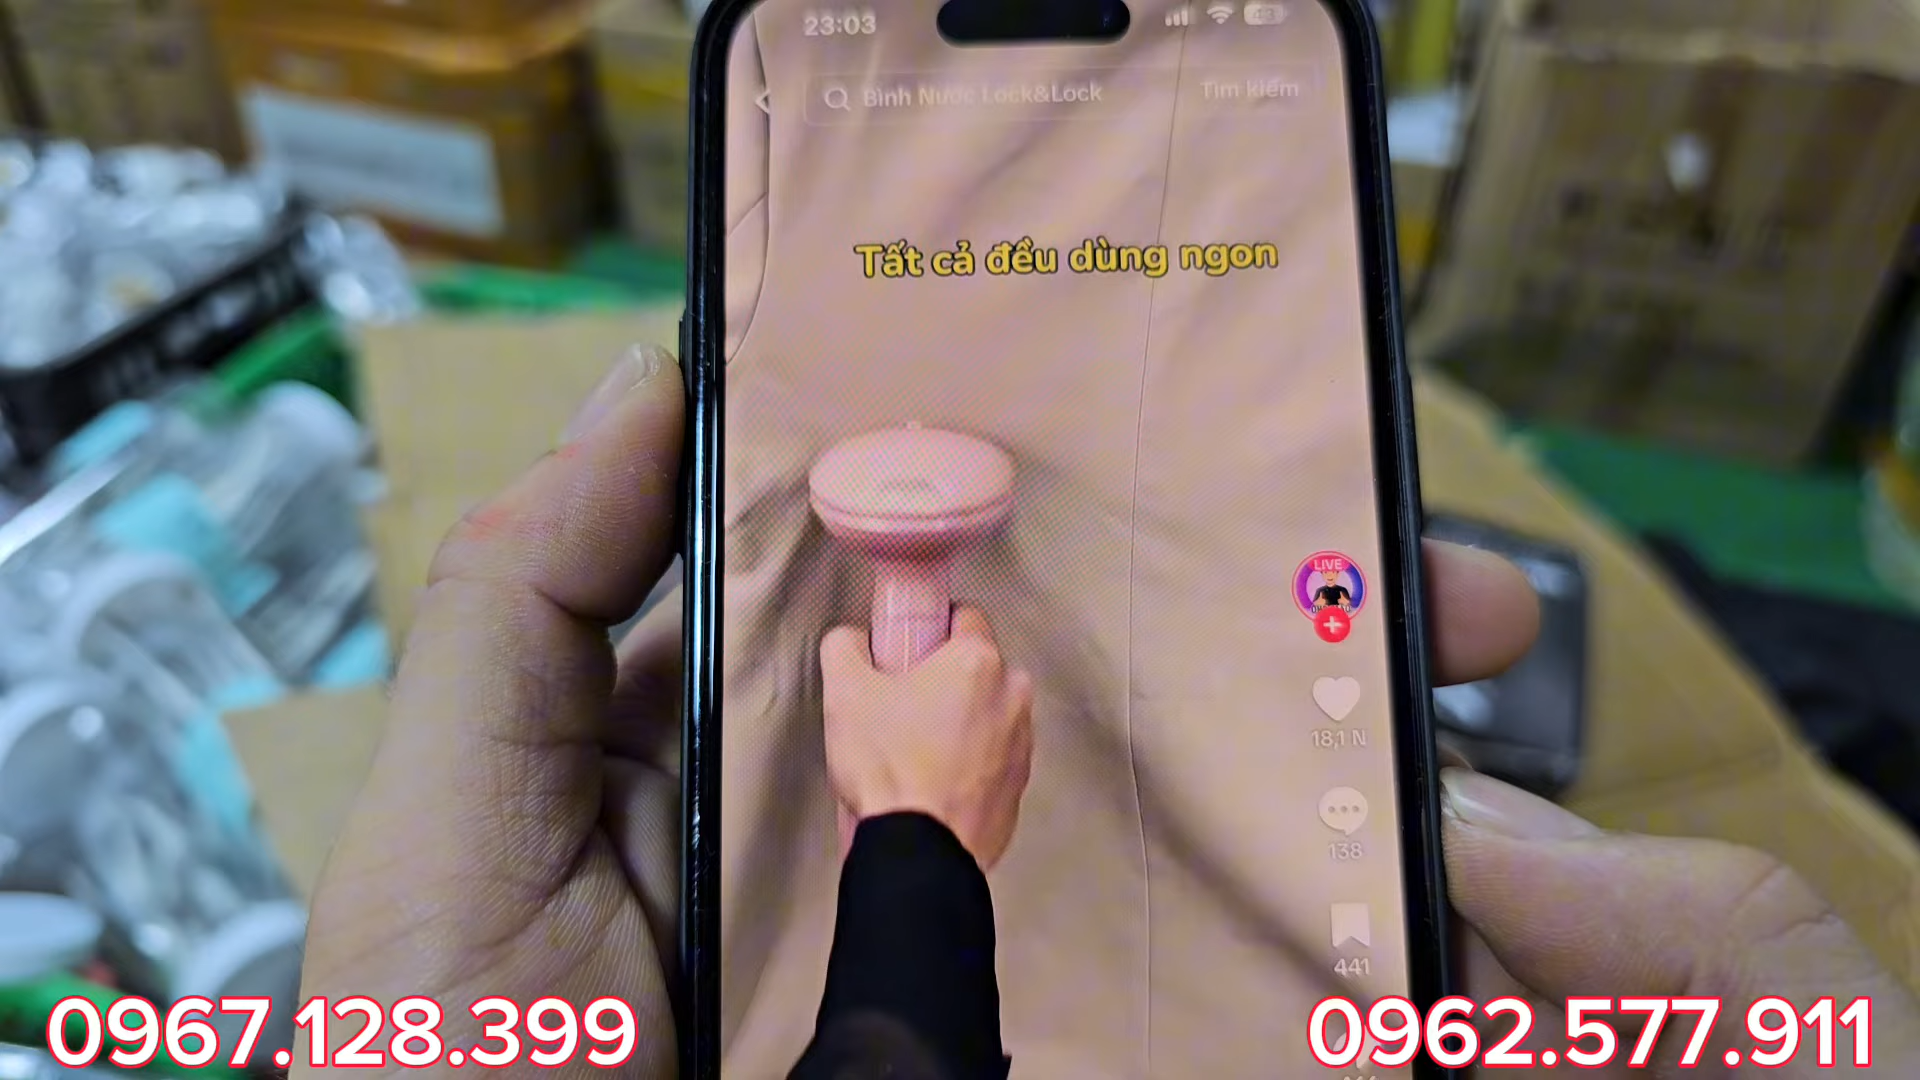 23:03
43
Bình Nước Lock&Lock
Tìm kiếm
Tất cả đều dùng ngon
LIVE
18,1 N
138
441
0967.128.399
0962.577.911